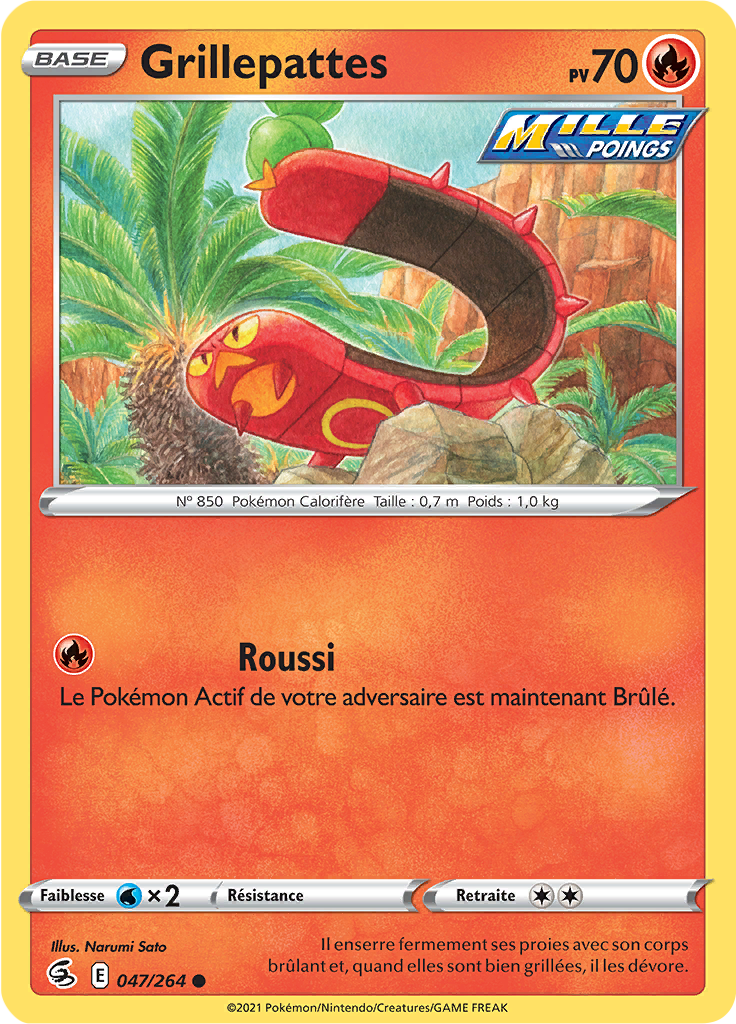 BASE
Grillepattes
PV70
MILLE
POINGS
Nº 850 Pokémon Calorifère Taille : 0,7 m Poids : 1,0 kg
Roussi
Le Pokémon Actif de votre adversaire est maintenant Brûlé.
Faiblesse ×2 Résistance Retraite
Illus. Narumi Sato
Il enserre fermement ses proies avec son corps
brûlant et, quand elles sont bien grillées, il les dévore.
E 047/264
©2021 Pokémon/Nintendo/Creatures/GAME FREAK